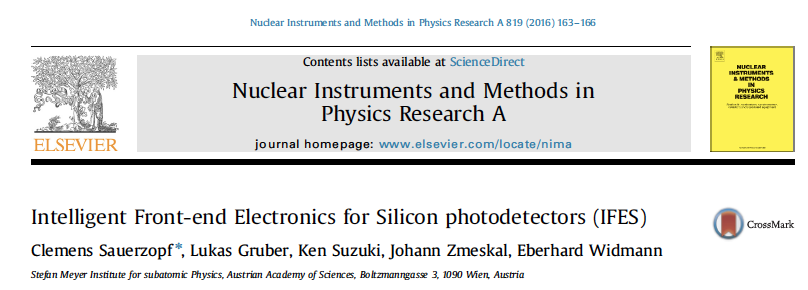 Nuclear Instruments and Methods in Physics Research A 819 (2016) 163–166
Contents lists available at ScienceDirect
Nuclear Instruments and Methods in
Physics Research A
journal homepage: www.elsevier.com/locate/nima
ELSEVIER
NUCLEAR
INSTRUMENTS
& METHODS
IN
PHYSICS
RESEARCH
Intelligent Front-end Electronics for Silicon photodetectors (IFES)
CrossMark
Clemens Sauerzopf*, Lukas Gruber, Ken Suzuki, Johann Zmeskal, Eberhard Widmann
Stefan Meyer Institute for subatomic Physics, Austrian Academy of Sciences, Boltzmanngasse 3, 1090 Wien, Austria